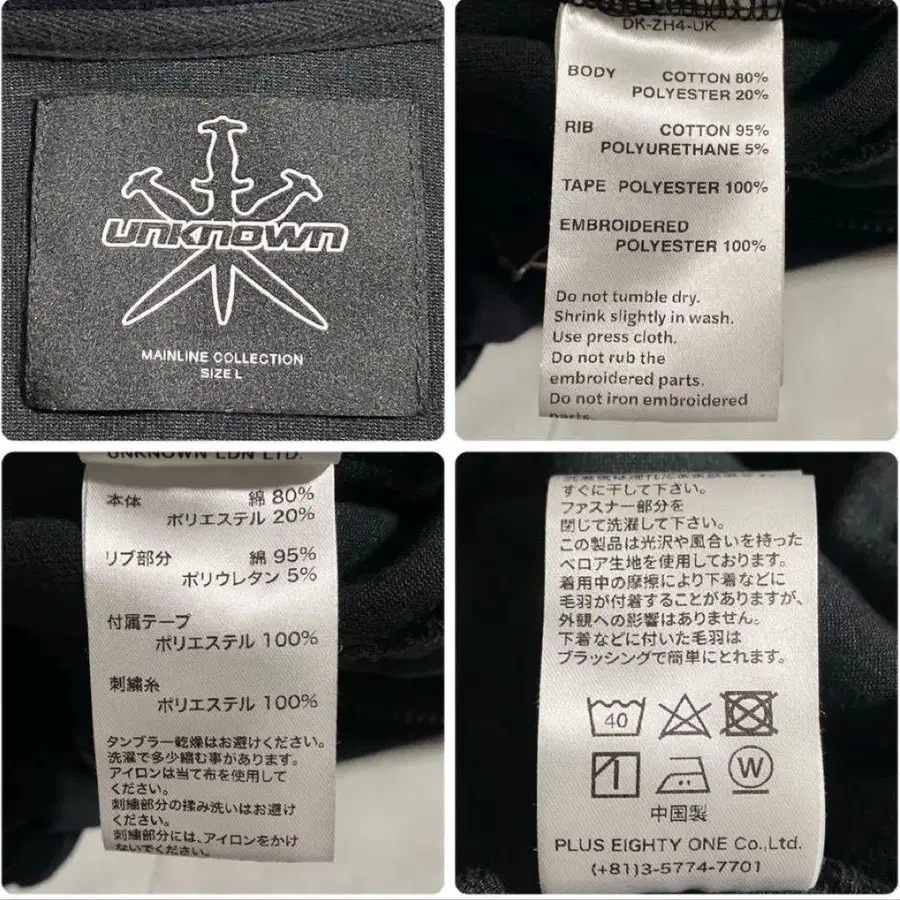 UNKNOWN
MAINLINE COLLECTION
SIZE L
DK-ZH4-UK
BODY COTTON 80%
POLYESTER 20%
RIB COTTON 95%
POLYURETHANE 5%
TAPE POLYESTER 100%
EMBROIDERED
POLYESTER 100%
Do not tumble dry.
Shrink slightly in wash.
Use press cloth.
Do not rub the
embroidered parts.
Do not iron embroidered
parts.
UNKNOWN LDN LTD.
本体 綿 80%
ポリエステル 20%
リブ部分 綿 95%
ポリウレタン 5%
付属テープ
ポリエステル 100%
刺繍糸
ポリエステル 100%
タンブラー乾燥はお避けください。
洗濯で多少縮む事があります。
アイロンは当て布を使用して
ください。
刺繍部分の揉み洗いはお避け
ください。
刺繍部分には、アイロンをかけ
ないでください。
すぐに干して下さい。
ファスナー部分を
閉じて洗濯して下さい。
この製品は光沢や風合いを持った
ベロア生地を使用しております。
着用中の摩擦により下着などに
毛羽が付着することがありますが、
外観への影響はありません。
下着などに付いた毛羽は
ブラッシングで簡単にとれます。
40
W
中国製
PLUS EIGHTY ONE Co.,Ltd.
(+81)3-5774-7701